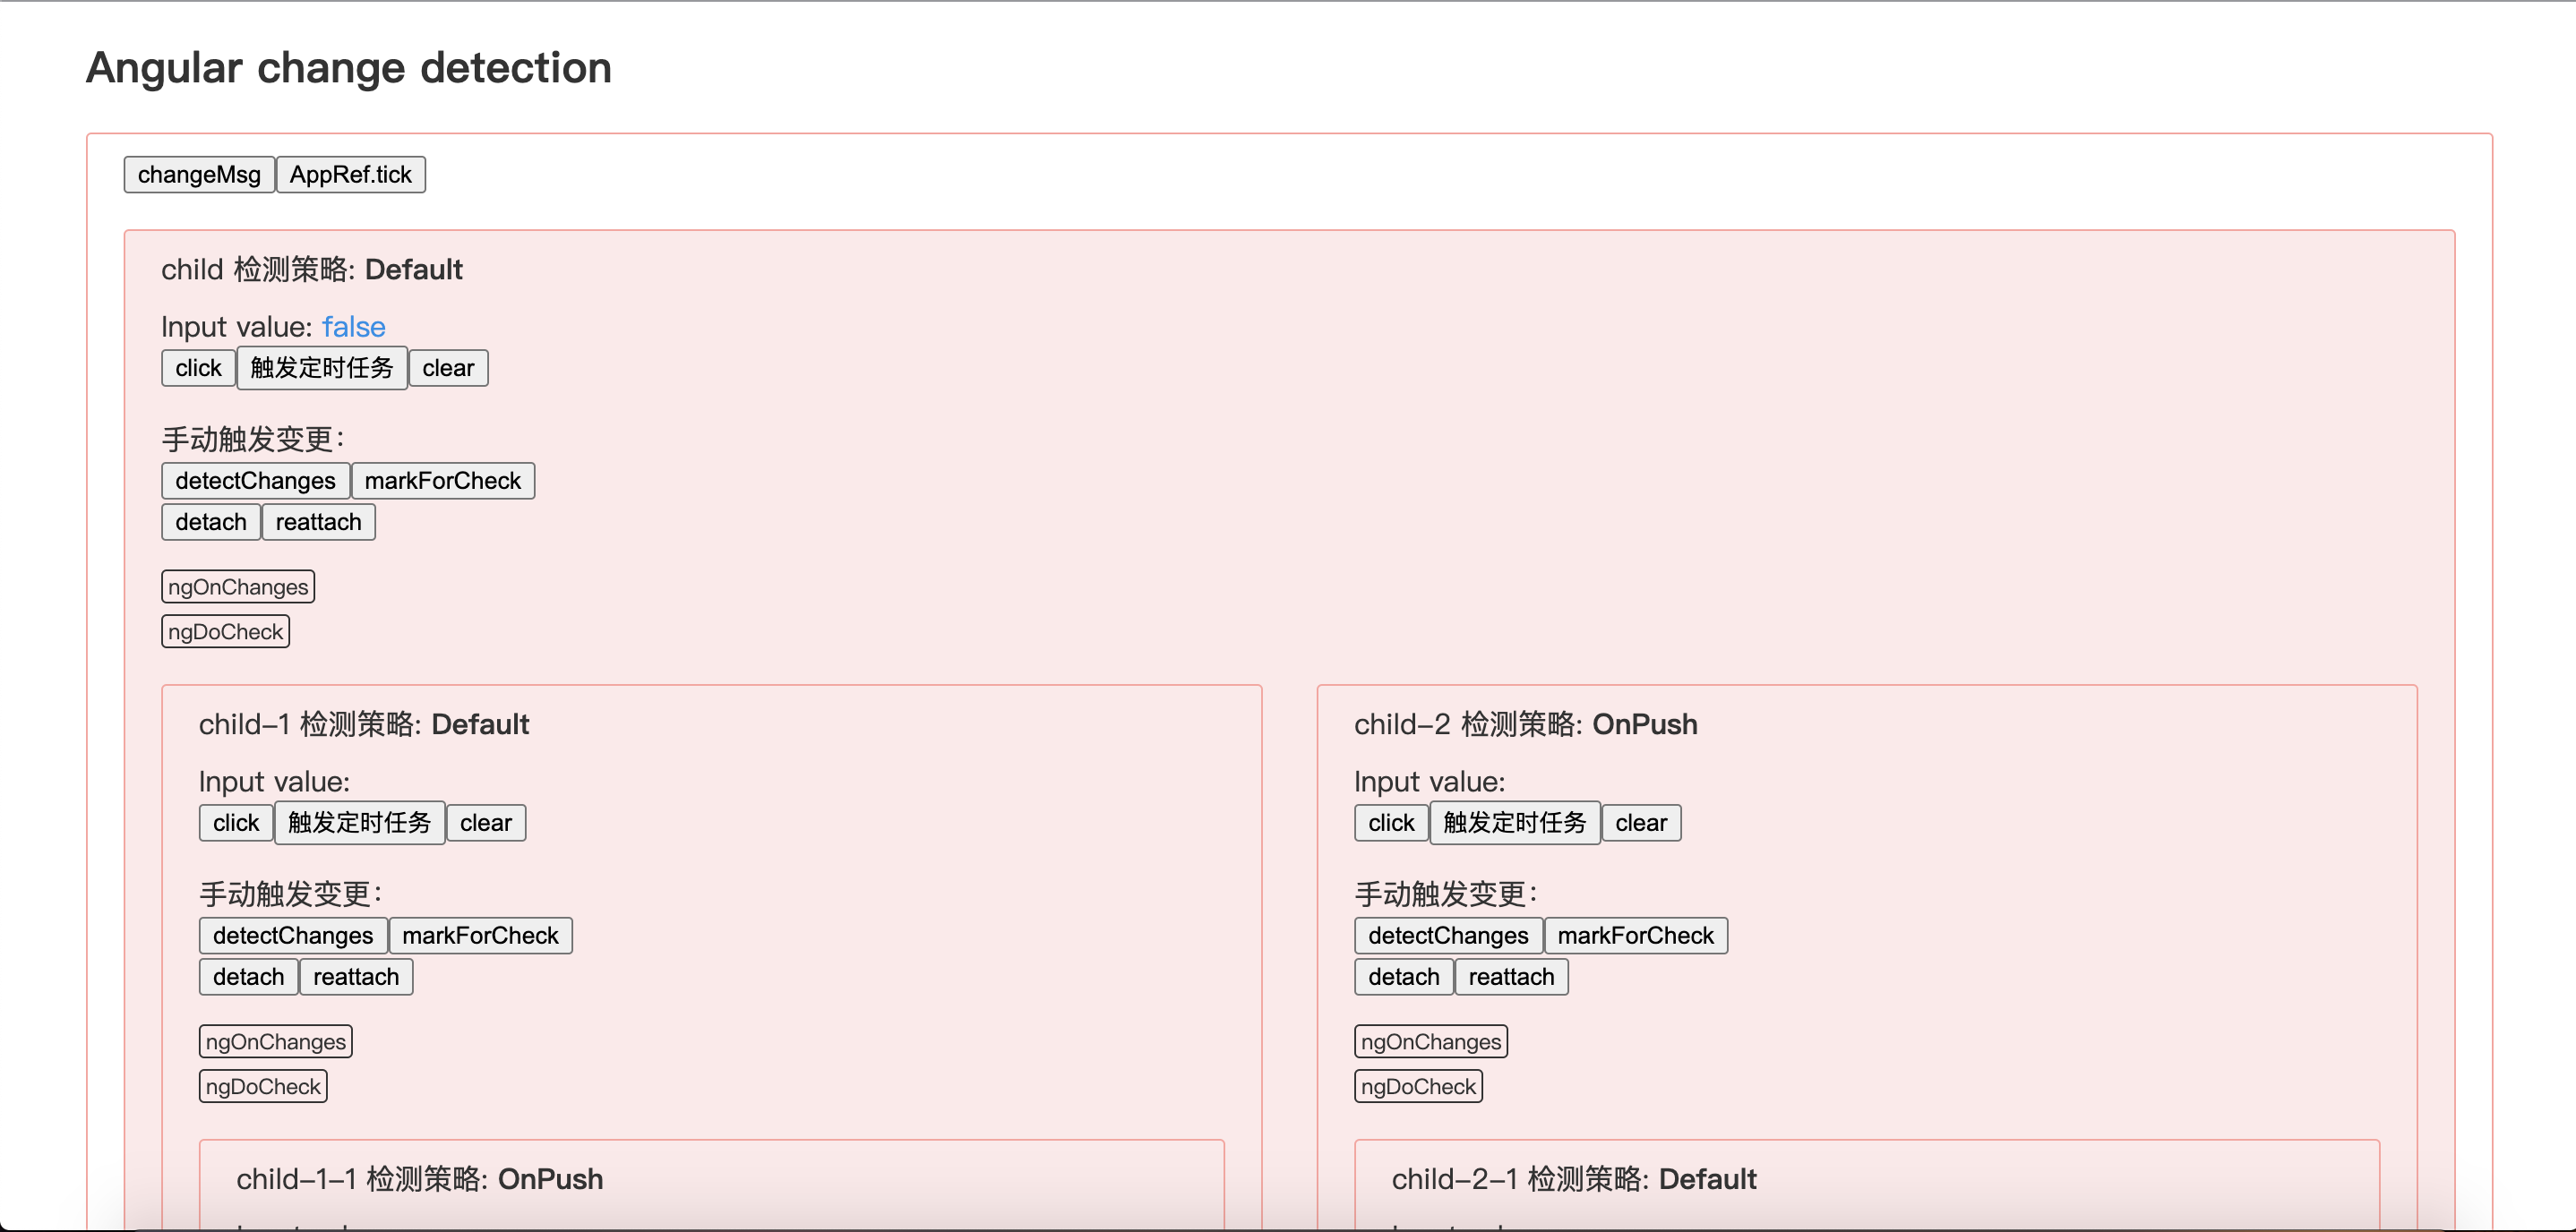 Angular change detection
changeMsg AppRef.tick
child 检测策略: Default
Input value: false
click 触发定时任务 clear
手动触发变更：
detectChanges markForCheck
detach reattach
ngOnChanges
ngDoCheck
child-1 检测策略: Default
Input value:
click 触发定时任务 clear
手动触发变更：
detectChanges markForCheck
detach reattach
ngOnChanges
ngDoCheck
child-1-1 检测策略: OnPush
child-2 检测策略: OnPush
Input value:
click 触发定时任务 clear
手动触发变更：
detectChanges markForCheck
detach reattach
ngOnChanges
ngDoCheck
child-2-1 检测策略: Default